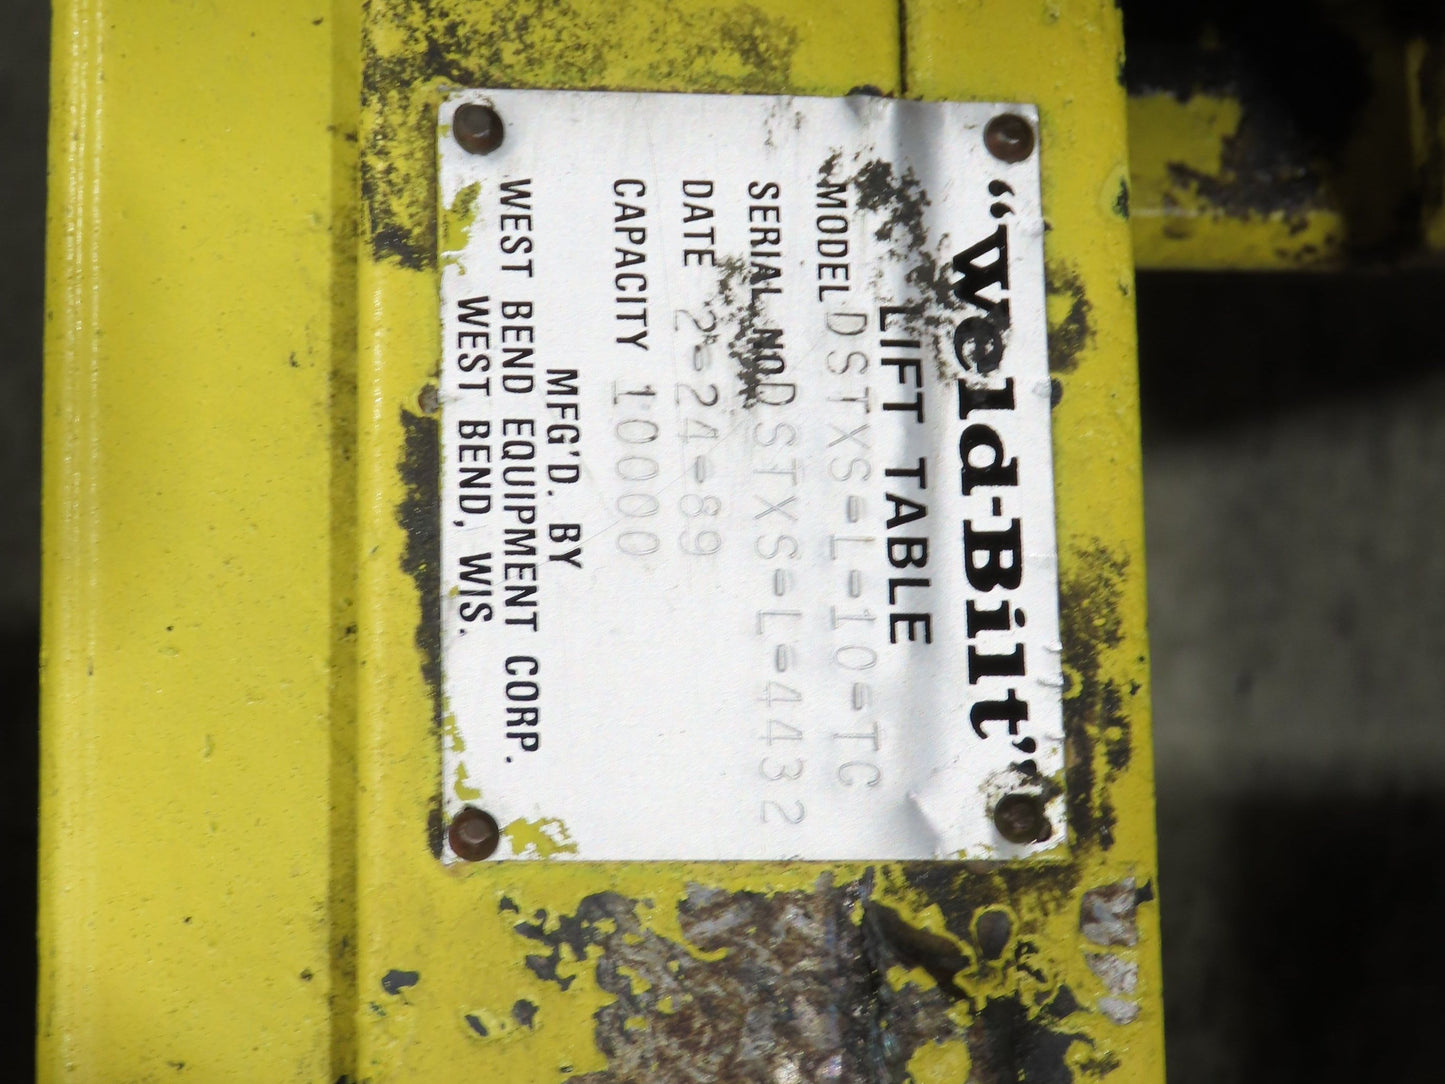 "Weld-Bilt"
LIFT TABLE
MODEL DSTXS-L-10-TC
SERIAL NO. DSTXS-L-4432
DATE 2-24-89
CAPACITY 10000
MFG'D. BY
WEST BEND EQUIPMENT CORP.
WEST BEND, WIS.